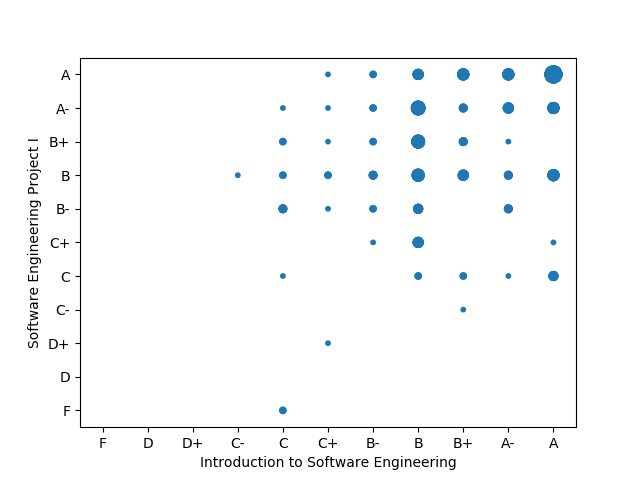 A
A-
B+
B
B-
C+
C
C-
D+
D
F
Software Engineering Project I
F D D+ C- C C+ B- B B+ A- A
Introduction to Software Engineering